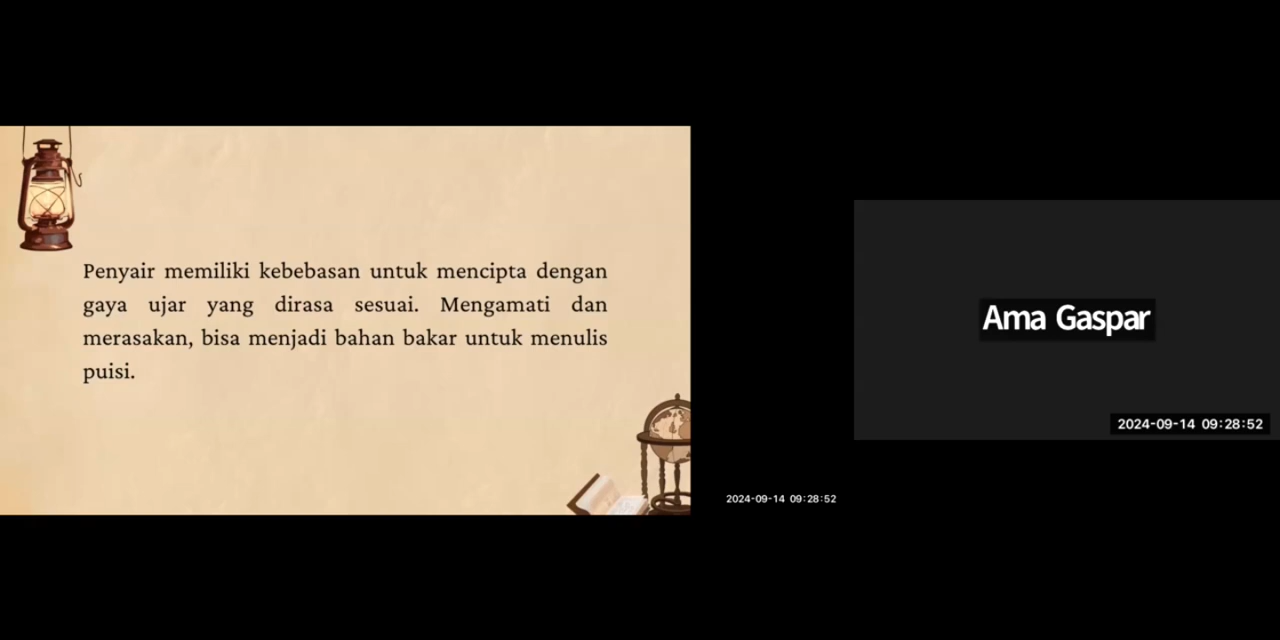 Penyair memiliki kebebasan untuk mencipta dengan
gaya ujar yang dirasa sesuai. Mengamati dan
merasakan, bisa menjadi bahan bakar untuk menulis
puisi.
Ama Gaspar
2024-09-14 09:28:52
2024-09-14 09:28:52